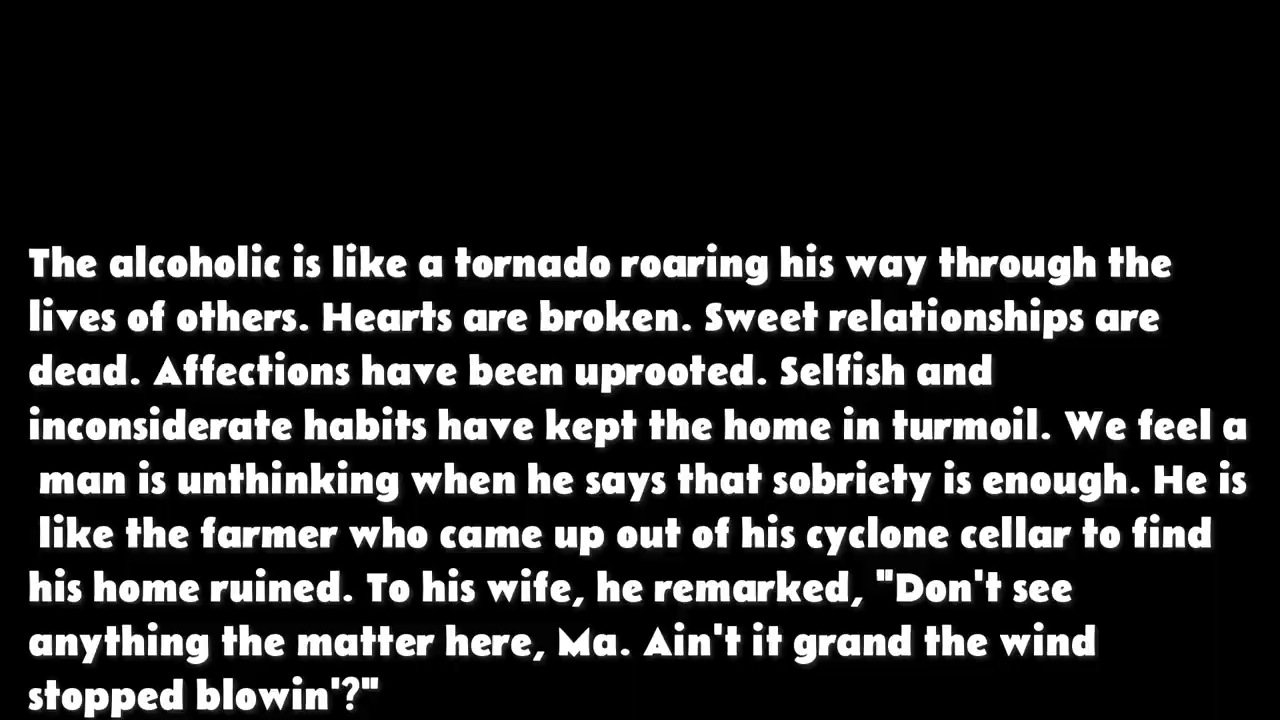 The alcoholic is like a tornado roaring his way through the
lives of others. Hearts are broken. Sweet relationships are
dead. Affections have been uprooted. Selfish and
inconsiderate habits have kept the home in turmoil. We feel a
man is unthinking when he says that sobriety is enough. He is
like the farmer who came up out of his cyclone cellar to find
his home ruined. To his wife, he remarked, "Don't see
anything the matter here, Ma. Ain't it grand the wind
stopped blowin'?"